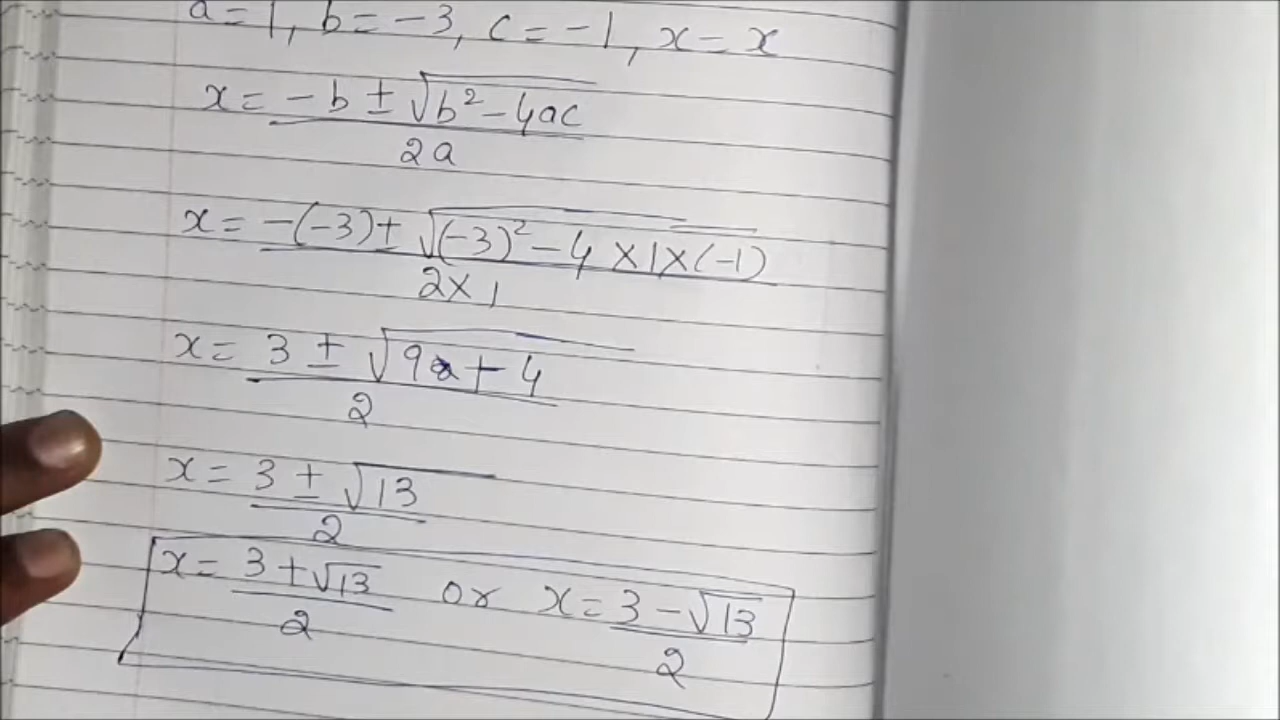 a = 1, b = -3, c = -1, x = x
x = -b ± √b² - 4ac / 2a
x = -(-3) ± √(-3)² - 4 × 1 × (-1) / 2 × 1
x = 3 ± √9 + 4 / 2
x = 3 ± √13 / 2
x = 3 + √13 / 2 or x = 3 - √13 / 2